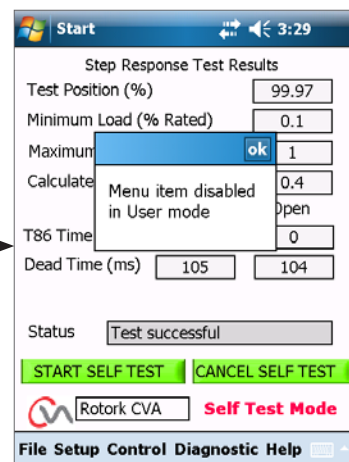 Start 3:29
Step Response Test Results
Test Position (%) 99.97
Minimum Load (% Rated) 0.1
Maximum 1
ok
Calculate 0.4
Menu item disabled
in User mode
Open
T86 Time 0
Dead Time (ms) 105 104
Status Test successful
START SELF TEST CANCEL SELF TEST
Rotork CVA Self Test Mode
File Setup Control Diagnostic Help